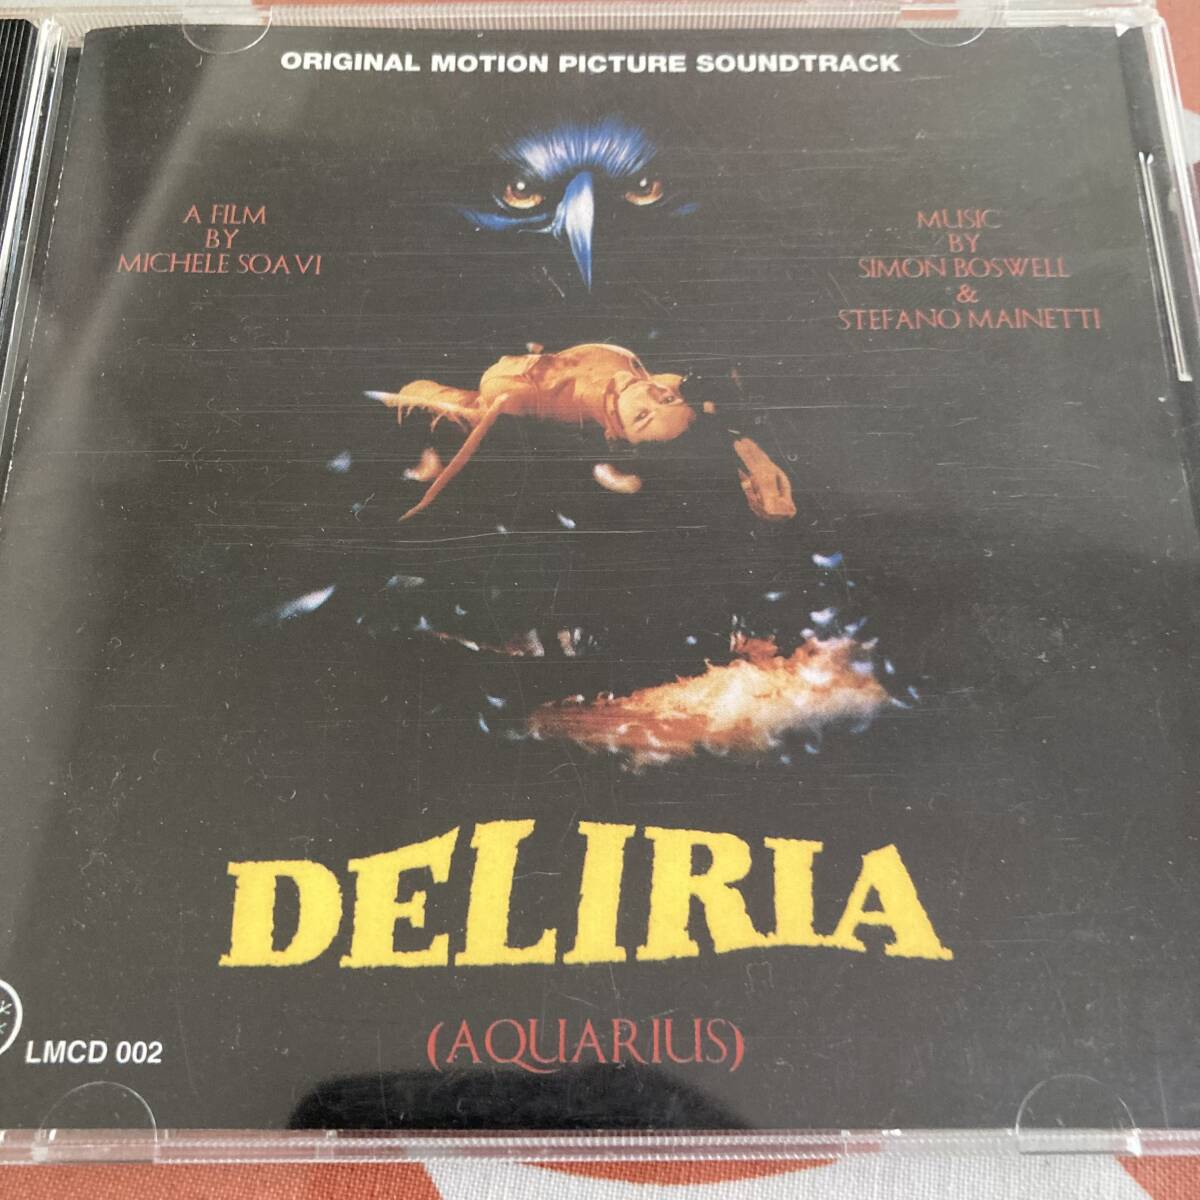 ORIGINAL MOTION PICTURE SOUNDTRACK
A FILM
BY
MICHELE SOAVI
MUSIC
BY
SIMON BOSWELL
&
STEFANO MAINETTI
DELIRIA
(AQUARIUS)
LMCD 002